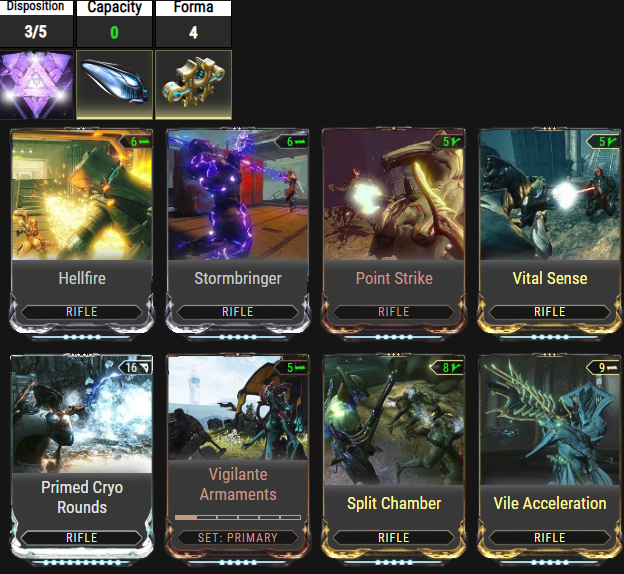 Disposition
Capacity
Forma
3/5
0
4
6
6
5
5
Hellfire
Stormbringer
Point Strike
Vital Sense
RIFLE
RIFLE
RIFLE
RIFLE
16
5
8
9
Primed Cryo
Rounds
Vigilante
Armaments
Split Chamber
Vile Acceleration
RIFLE
SET: PRIMARY
RIFLE
RIFLE